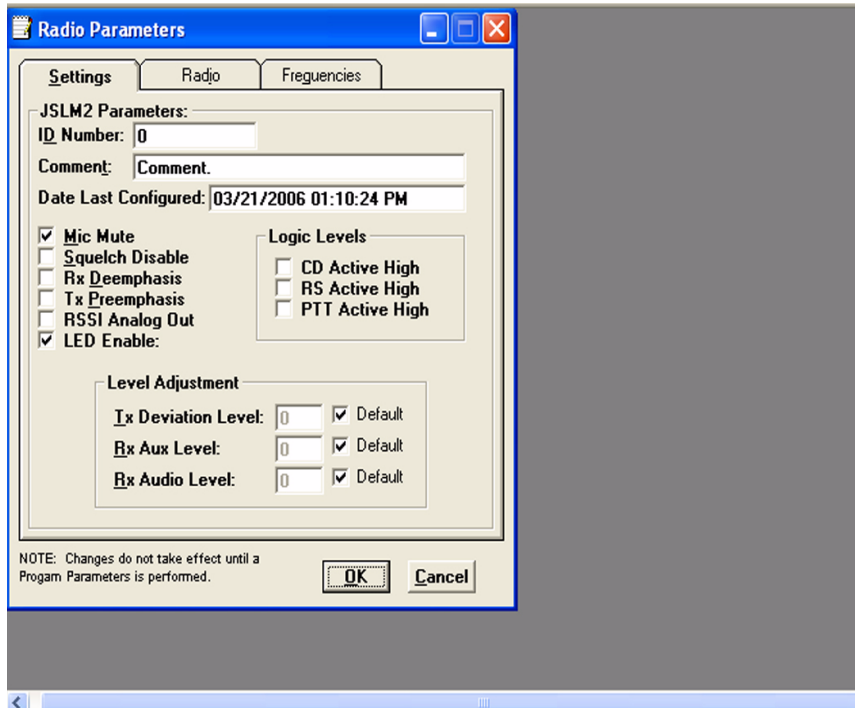 Radio Parameters
Settings
Radio
Freguencies
JSLM2 Parameters:
ID Number: 0
Comment: Comment.
Date Last Configured: 03/21/2006 01:10:24 PM
Mic Mute
Squelch Disable
Rx Deemphasis
Tx Preemphasis
RSSI Analog Out
LED Enable:
Logic Levels
CD Active High
RS Active High
PTT Active High
Level Adjustment
Tx Deviation Level: 0 Default
Rx Aux Level: 0 Default
Rx Audio Level: 0 Default
NOTE: Changes do not take effect until a
Progam Parameters is performed.
OK
Cancel